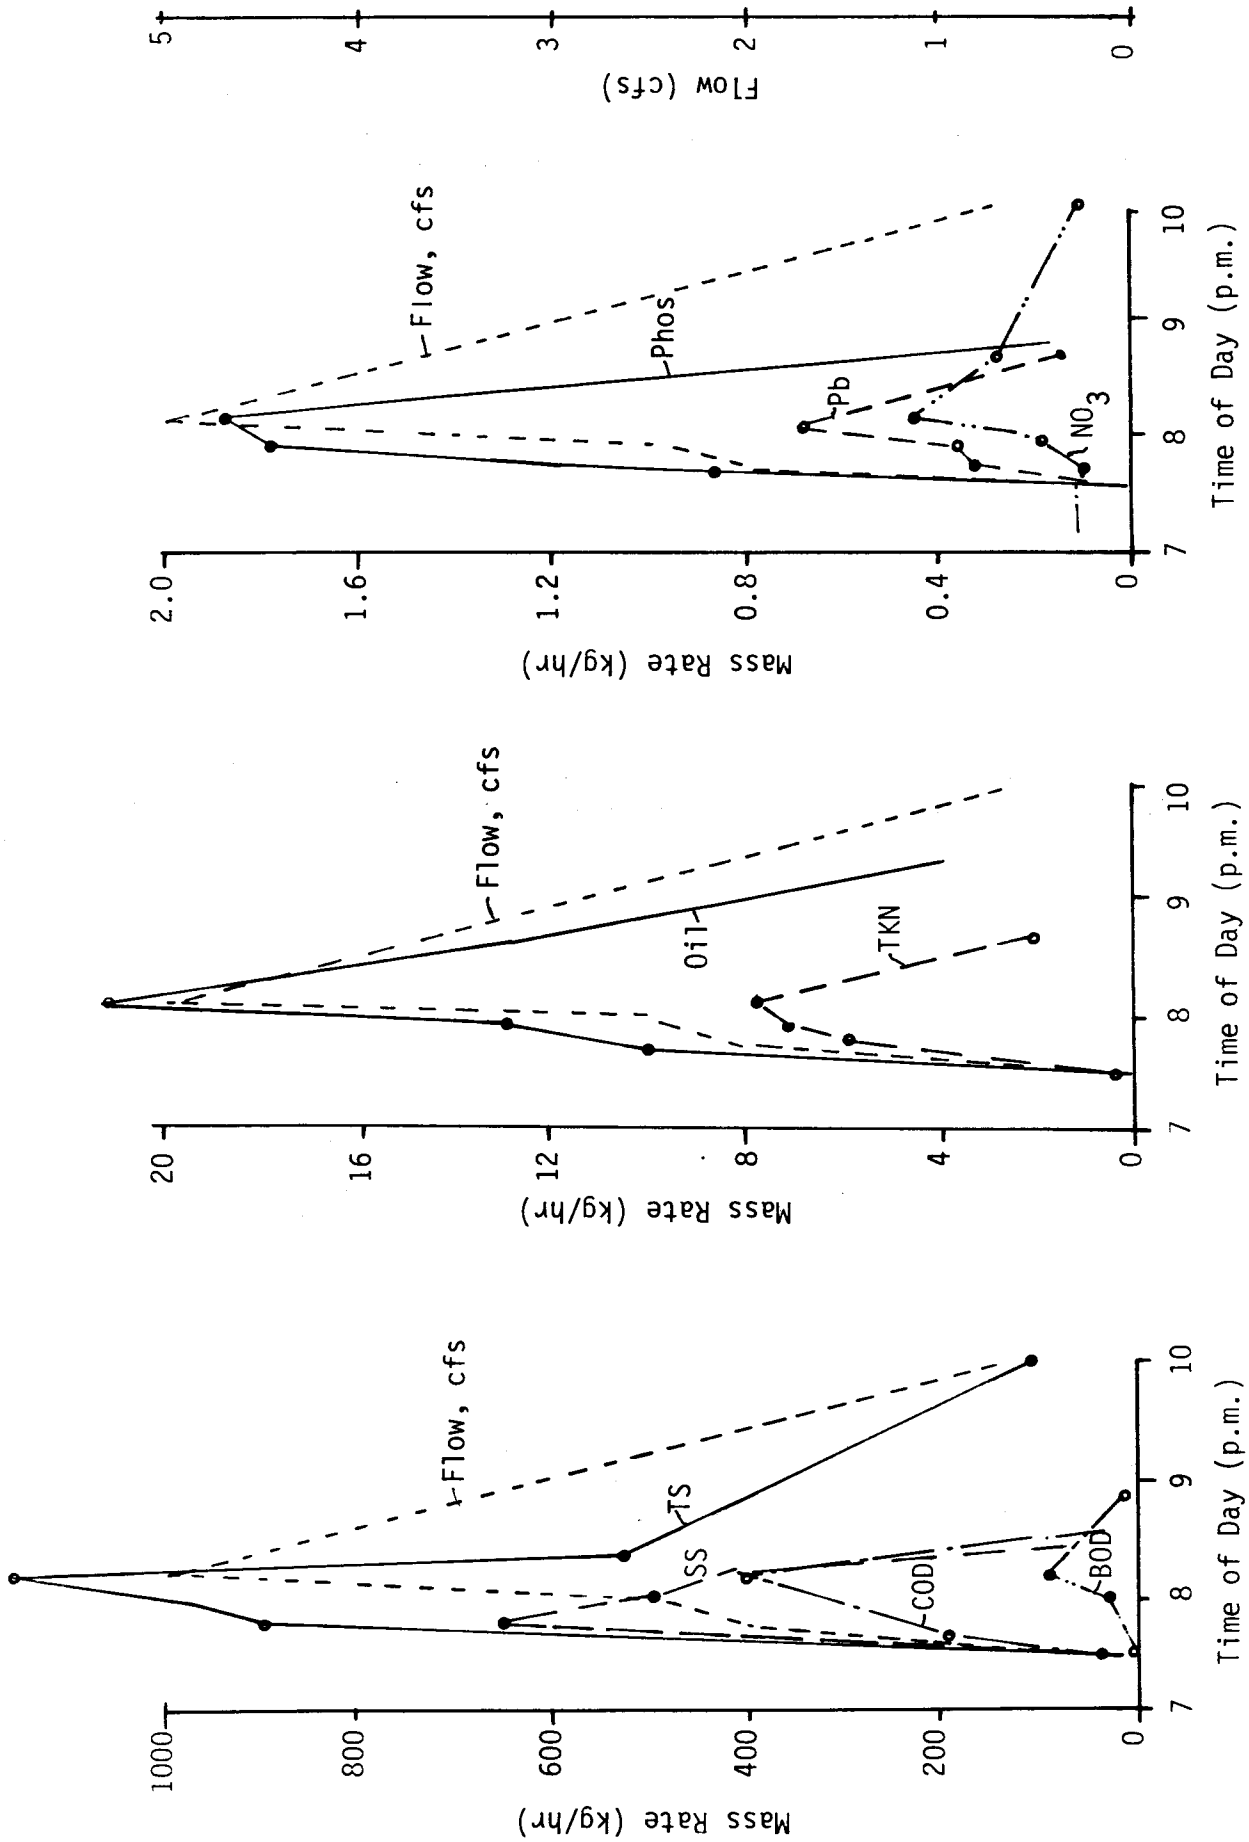 Mass Rate (kg/hr)
1000
800
600
400
200
0
7
8
9
10
Time of Day (p.m.)
Flow, cfs
TS
SS
COD
BOD
Mass Rate (kg/hr)
20
16
12
8
4
0
7
8
9
10
Time of Day (p.m.)
Flow, cfs
Oil
TKN
Mass Rate (kg/hr)
2.0
1.6
1.2
0.8
0.4
0
7
8
9
10
Time of Day (p.m.)
Flow, cfs
Phos
Pb
NO3
Flow (cfs)
5
4
3
2
1
0